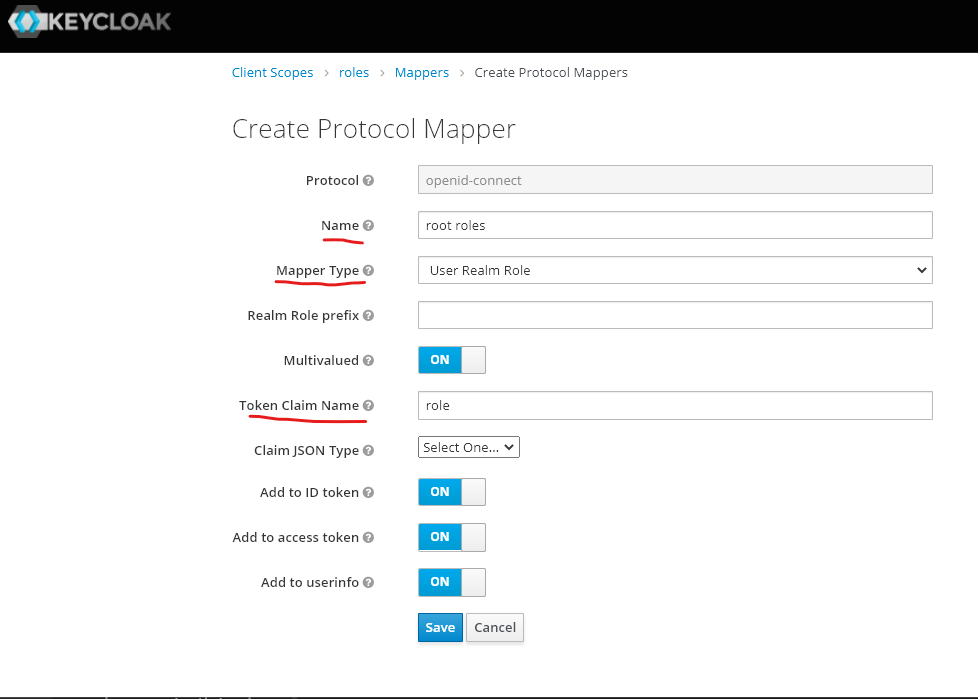 KEYCLOAK
Client Scopes › roles › Mappers › Create Protocol Mappers
Create Protocol Mapper
Protocol ? openid-connect
Name ? root roles
Mapper Type ? User Realm Role
Realm Role prefix ?
Multivalued ? ON
Token Claim Name ? role
Claim JSON Type ? Select One...
Add to ID token ? ON
Add to access token ? ON
Add to userinfo ? ON
Save Cancel